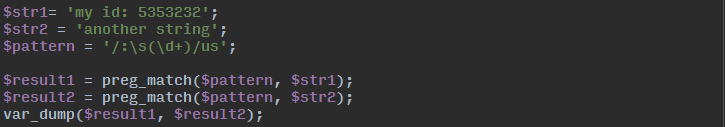 $str1= 'my id: 5353232';
$str2 = 'another string';
$pattern = '/:\s(\d+)/us';

$result1 = preg_match($pattern, $str1);
$result2 = preg_match($pattern, $str2);
var_dump($result1, $result2);